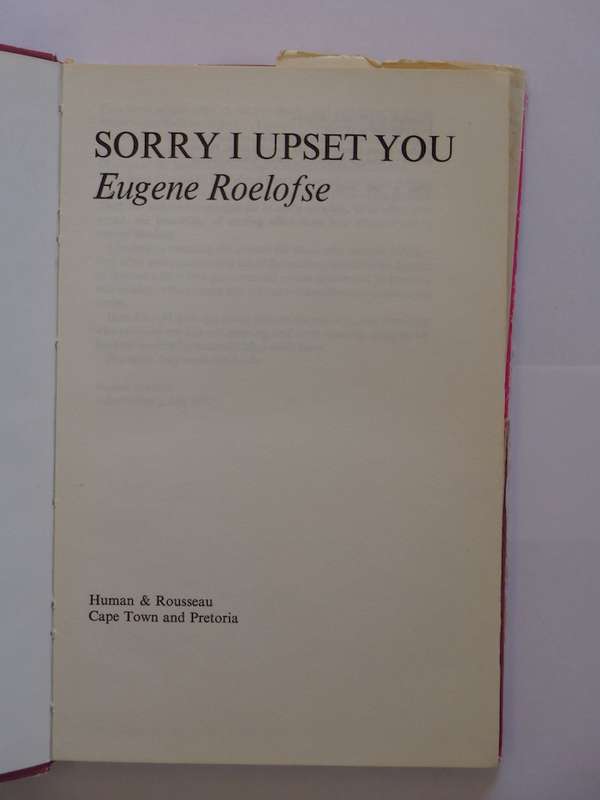 SORRY I UPSET YOU
Eugene Roelofse
Human & Rousseau
Cape Town and Pretoria